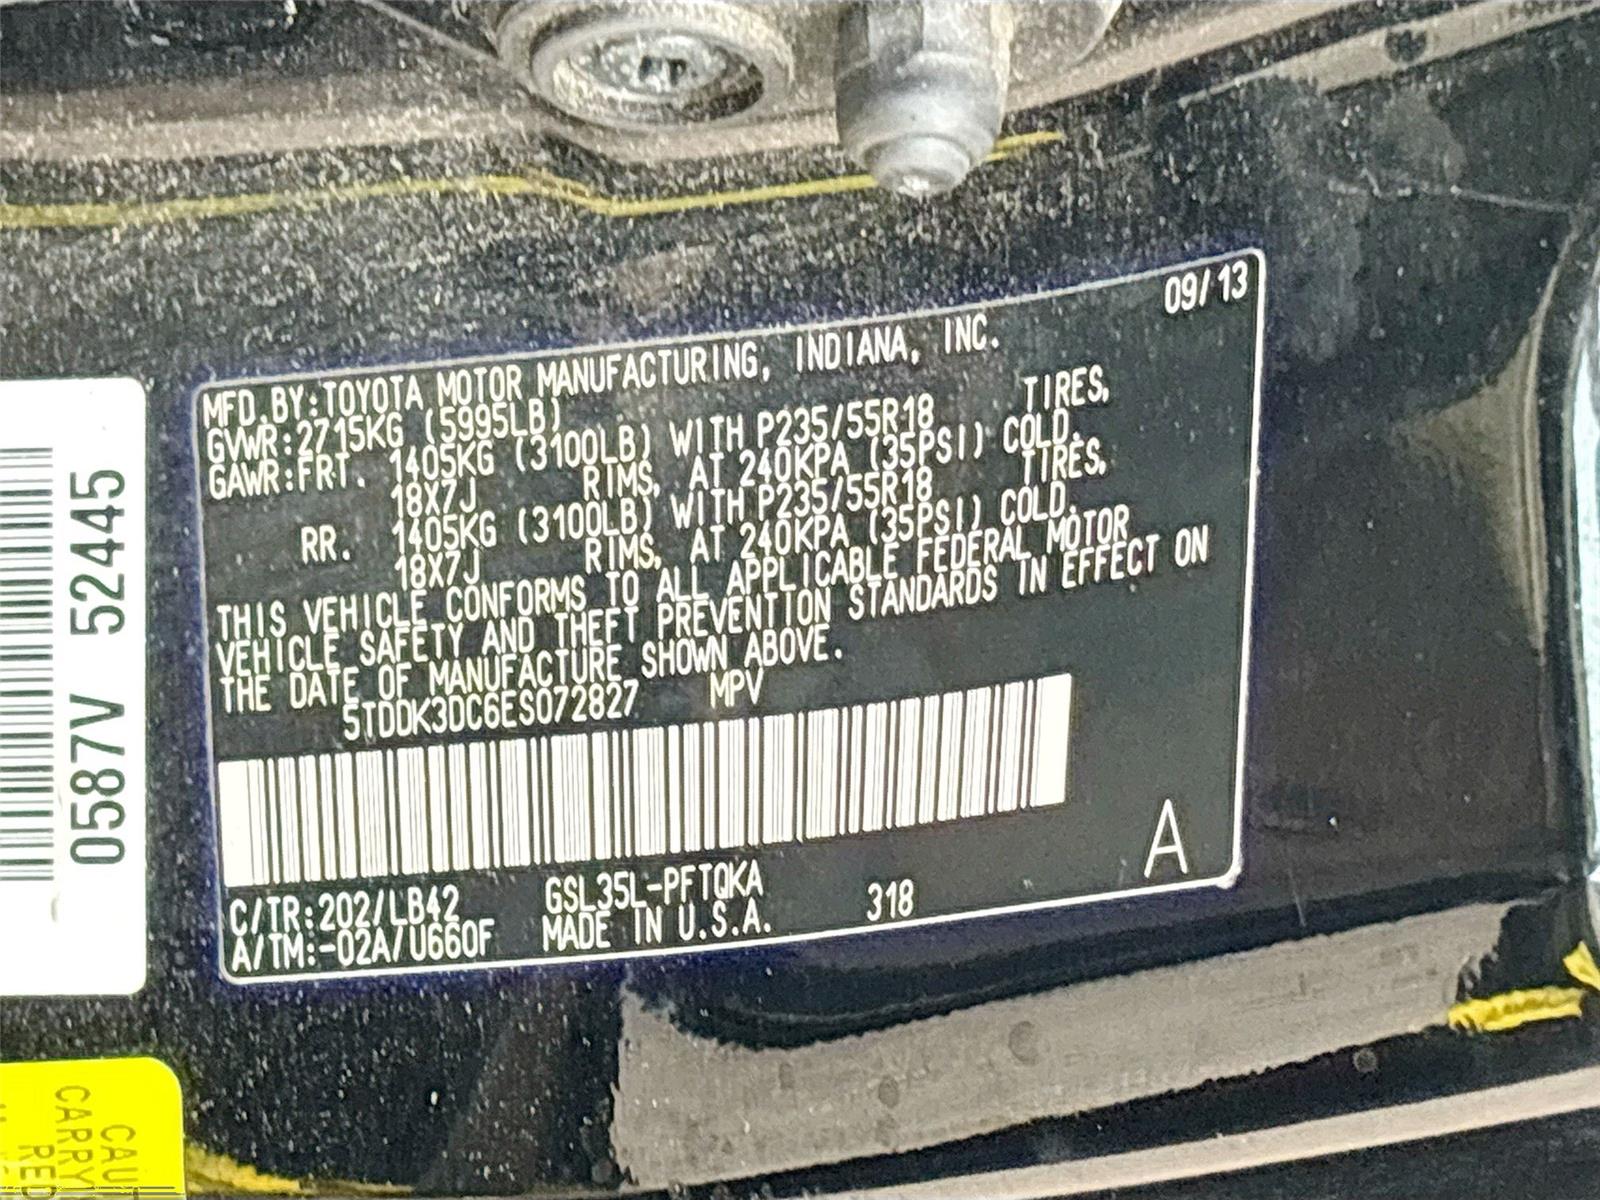 09/13
MFD.BY:TOYOTA MOTOR MANUFACTURING, INDIANA, INC.
GVWR:2715KG (5995LB)
GAWR:FRT. 1405KG (3100LB) WITH P235/55R18 TIRES,
18X7J RIMS, AT 240KPA (35PSI) COLD.
RR. 1405KG (3100LB) WITH P235/55R18 TIRES,
18X7J RIMS, AT 240KPA (35PSI) COLD.
THIS VEHICLE CONFORMS TO ALL APPLICABLE FEDERAL MOTOR
VEHICLE SAFETY AND THEFT PREVENTION STANDARDS IN EFFECT ON
THE DATE OF MANUFACTURE SHOWN ABOVE.
5TDDK3DC6ES072827 MPV
A
C/TR:202/LB42 GSL35L-PFTQKA
A/TM:-02A/U660F MADE IN U.S.A. 318
0587V 52445
CAU
CARRY
RED